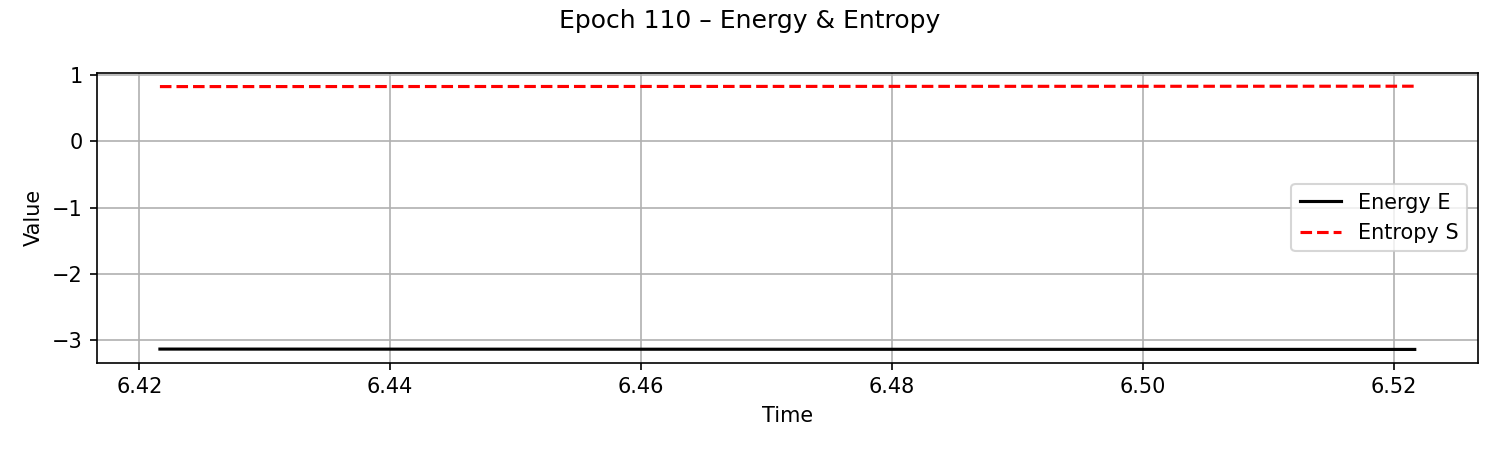 Epoch 110 – Energy & Entropy
1
0
−1
−2
−3
Value
Energy E
Entropy S
6.42 6.44 6.46 6.48 6.50 6.52
Time